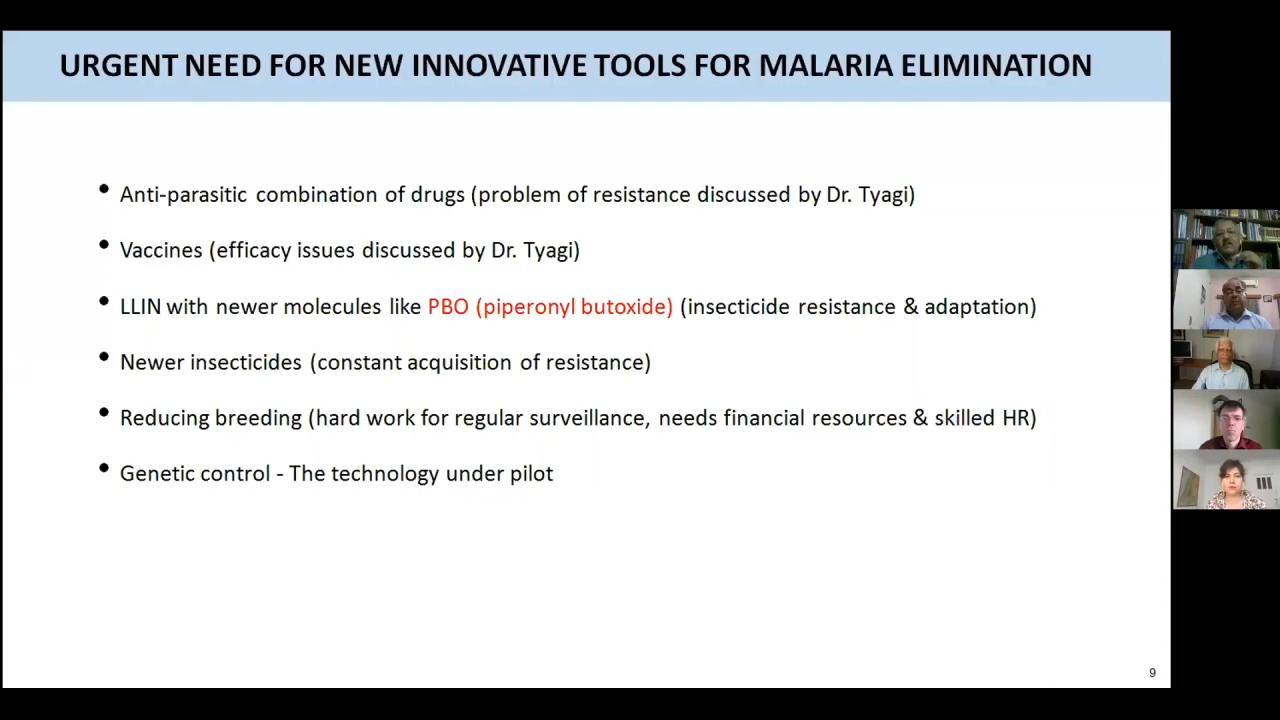 URGENT NEED FOR NEW INNOVATIVE TOOLS FOR MALARIA ELIMINATION
• Anti-parasitic combination of drugs (problem of resistance discussed by Dr. Tyagi)
• Vaccines (efficacy issues discussed by Dr. Tyagi)
• LLIN with newer molecules like PBO (piperonyl butoxide) (insecticide resistance & adaptation)
• Newer insecticides (constant acquisition of resistance)
• Reducing breeding (hard work for regular surveillance, needs financial resources & skilled HR)
• Genetic control - The technology under pilot
9